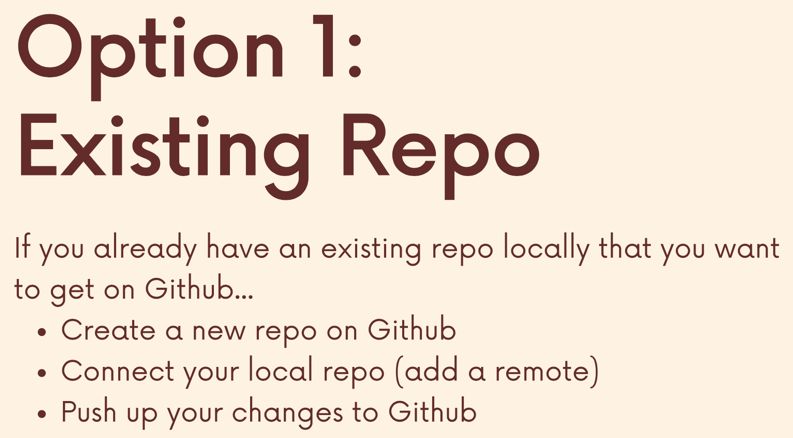 Option 1:
Existing Repo
If you already have an existing repo locally that you want
to get on Github...
• Create a new repo on Github
• Connect your local repo (add a remote)
• Push up your changes to Github